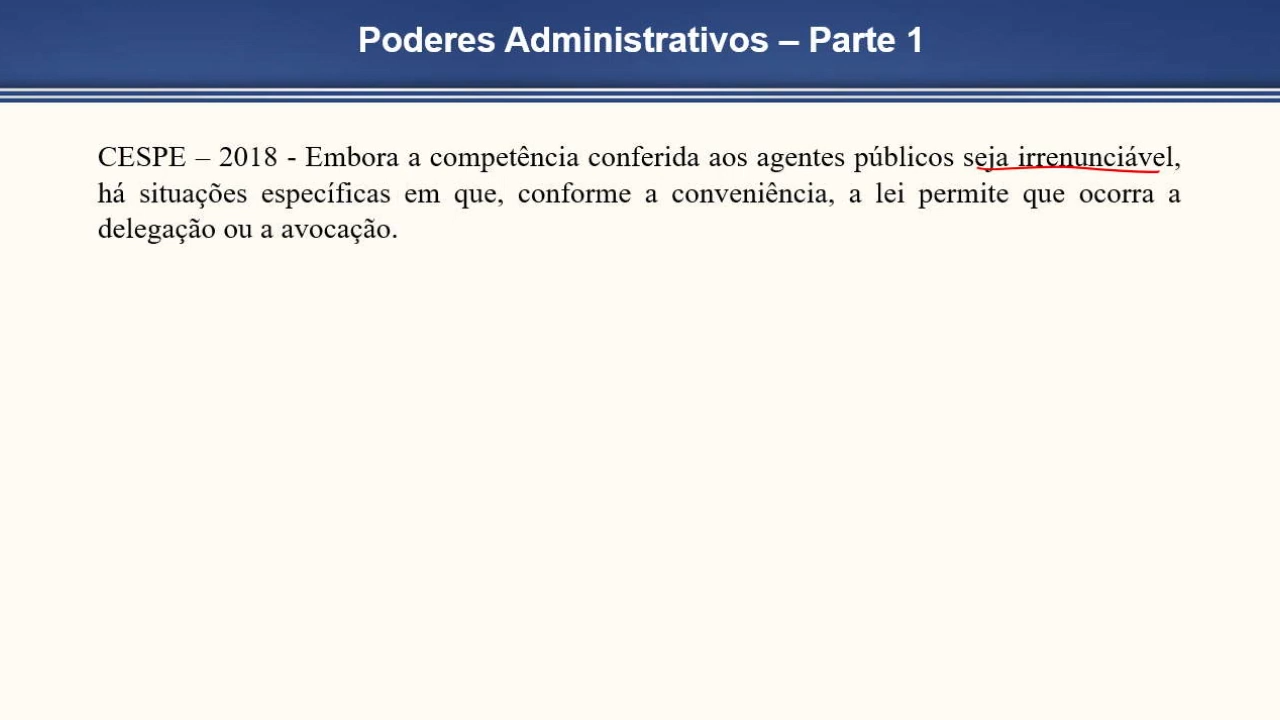 Poderes Administrativos – Parte 1
CESPE – 2018 - Embora a competência conferida aos agentes públicos seja irrenunciável,
há situações específicas em que, conforme a conveniência, a lei permite que ocorra a
delegação ou a avocação.